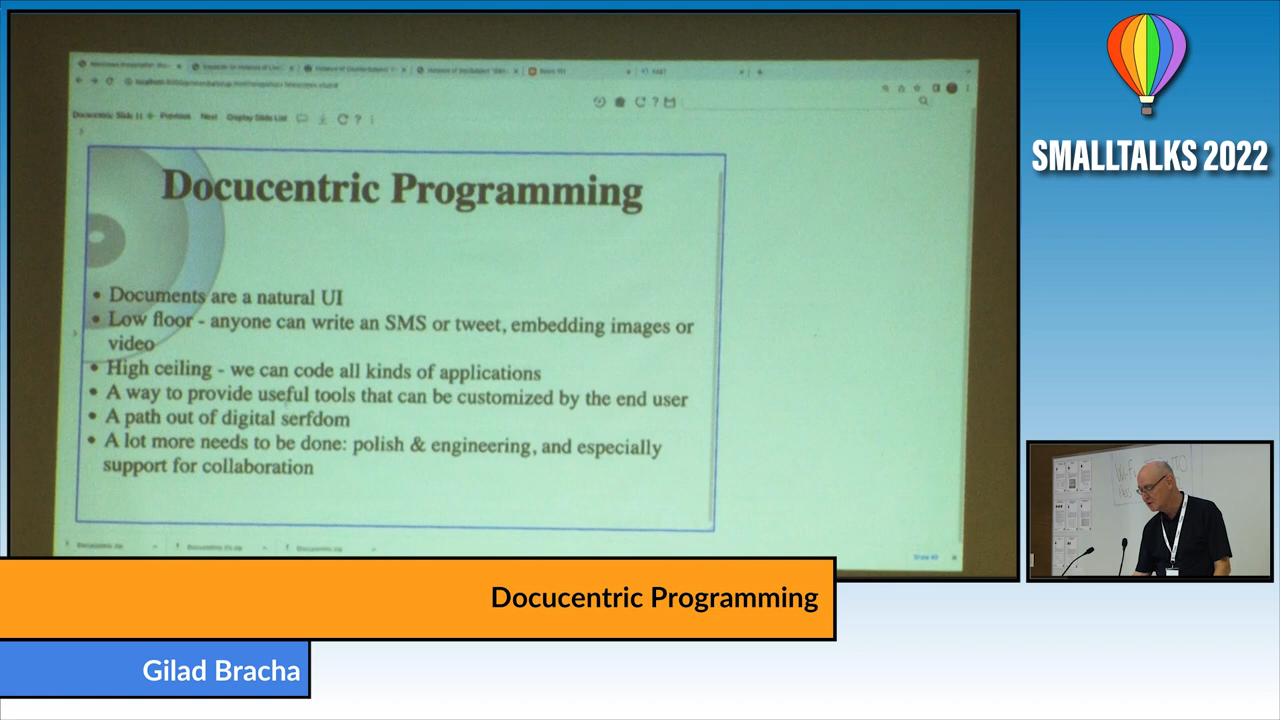 SMALLTALKS 2022
Docucentric Slide 11 Previous Next Display Slide List
Docucentric Programming
• Documents are a natural UI
• Low floor - anyone can write an SMS or tweet, embedding images or
video
• High ceiling - we can code all kinds of applications
• A way to provide useful tools that can be customized by the end user
• A path out of digital serfdom
• A lot more needs to be done: polish & engineering, and especially
support for collaboration
Docucentric Programming
Gilad Bracha